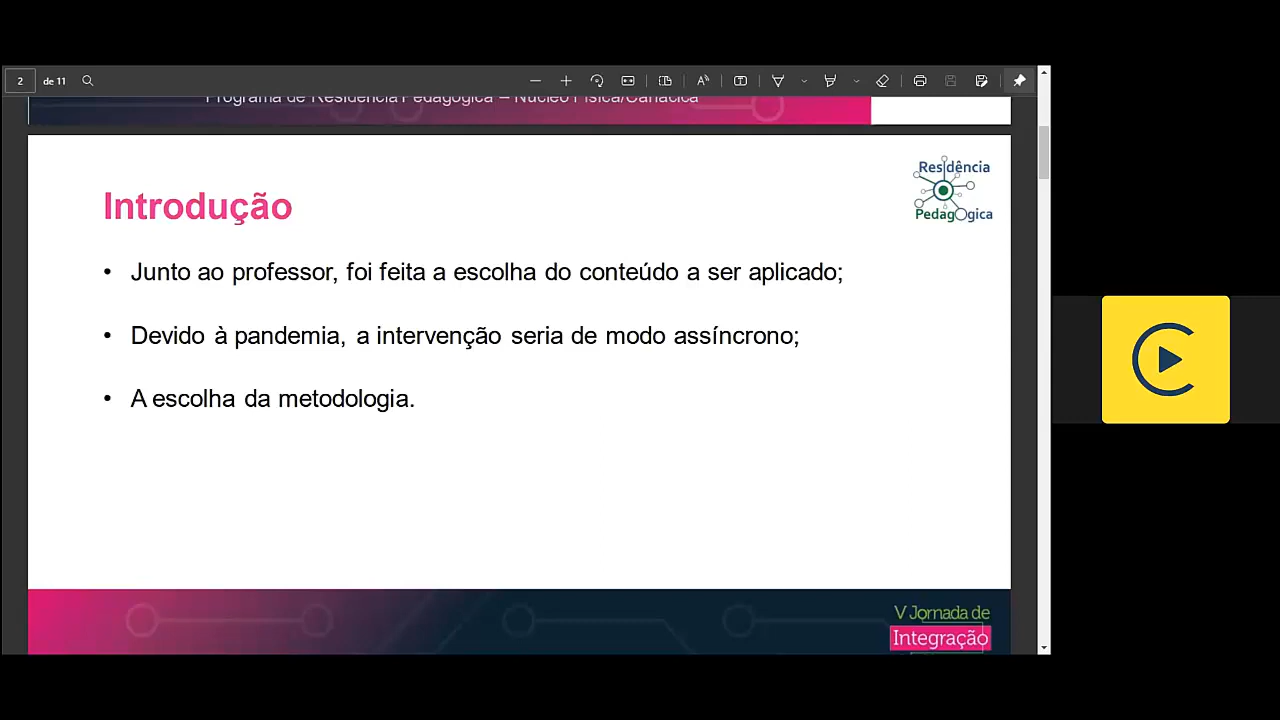 2 de 11
Programa de Residência Pedagógica – Núcleo Física/Cariacica
Residência
Pedagógica
Introdução
• Junto ao professor, foi feita a escolha do conteúdo a ser aplicado;
• Devido à pandemia, a intervenção seria de modo assíncrono;
• A escolha da metodologia.
V Jornada de
Integração